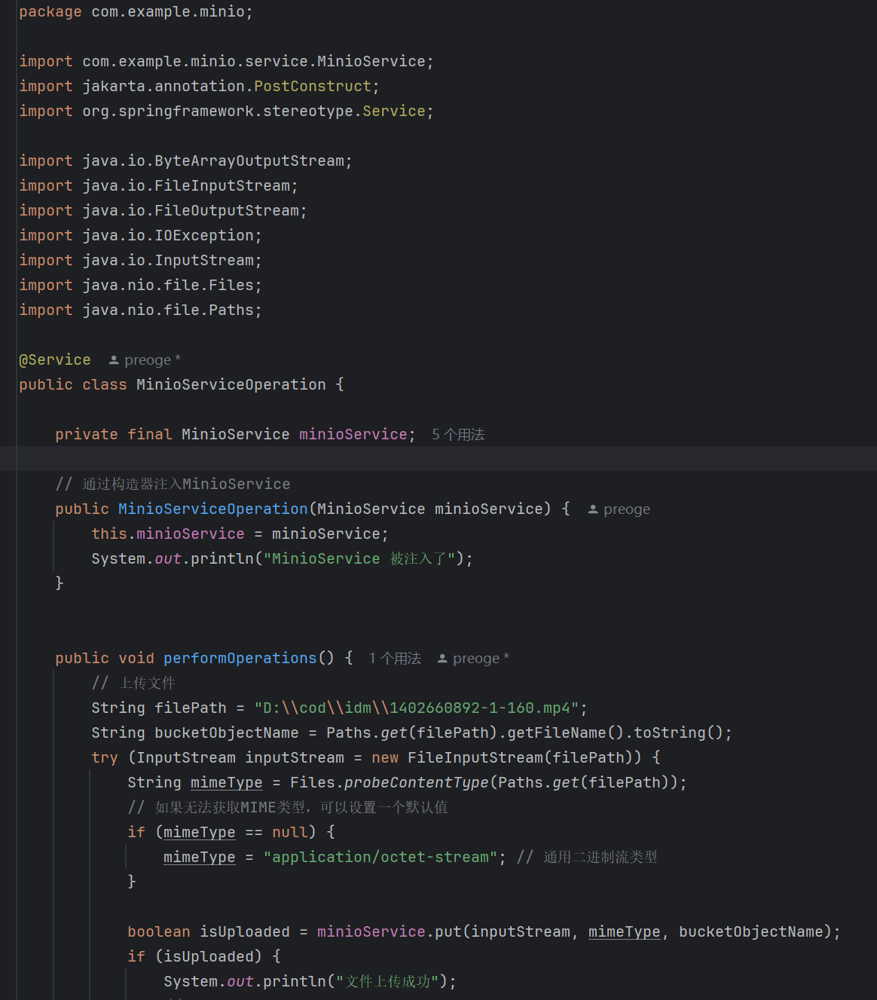 package com.example.minio;
import com.example.minio.service.MinioService;
import jakarta.annotation.PostConstruct;
import org.springframework.stereotype.Service;
import java.io.ByteArrayOutputStream;
import java.io.FileInputStream;
import java.io.FileOutputStream;
import java.io.IOException;
import java.io.InputStream;
import java.nio.file.Files;
import java.nio.file.Paths;
@Service preoge *
public class MinioServiceOperation {
private final MinioService minioService; 5 个用法
// 通过构造器注入MinioService
public MinioServiceOperation(MinioService minioService) { preoge
this.minioService = minioService;
System.out.println("MinioService 被注入了");
}
public void performOperations() { 1 个用法 preoge *
// 上传文件
String filePath = "D:\\cod\\idm\\1402660892-1-160.mp4";
String bucketObjectName = Paths.get(filePath).getFileName().toString();
try (InputStream inputStream = new FileInputStream(filePath)) {
String mimeType = Files.probeContentType(Paths.get(filePath));
// 如果无法获取MIME类型，可以设置一个默认值
if (mimeType == null) {
mimeType = "application/octet-stream"; // 通用二进制流类型
}
boolean isUploaded = minioService.put(inputStream, mimeType, bucketObjectName);
if (isUploaded) {
System.out.println("文件上传成功");